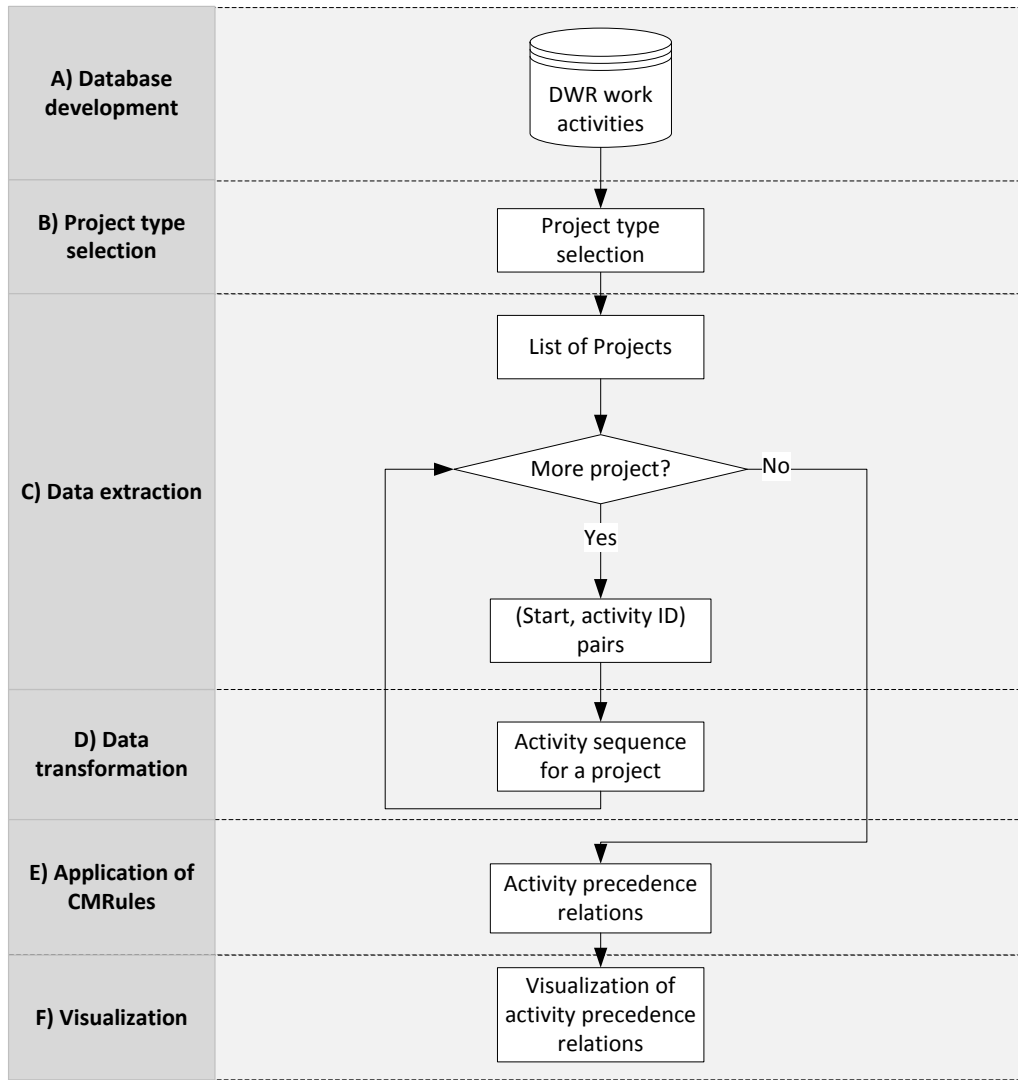 A) Database
development
DWR work
activities
B) Project type
selection
Project type
selection
C) Data extraction
List of Projects
More project?
No
Yes
(Start, activity ID)
pairs
D) Data
transformation
Activity sequence
for a project
E) Application of
CMRules
Activity precedence
relations
F) Visualization
Visualization of
activity precedence
relations